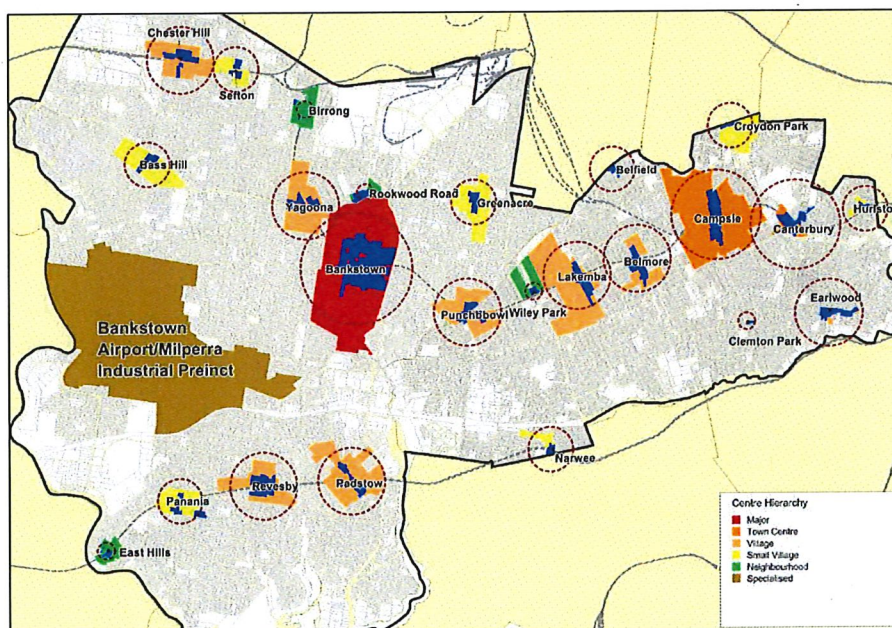 Chester Hill
Sefton
Birrong
Croydon Park
Bass Hill
Belfield
Yagoona
Rookwood Road
Greenacre
Campsie
Canterbury
Hurlsto
Bankstown
Lakemba
Belmore
Punchbowl
Wiley Park
Earlwood
Clemton Park
Bankstown
Airport/Milperra
Industrial Preinct
Narwee
Panania
Revesby
Padstow
East Hills
Centre Hierarchy
Major
Town Centre
Village
Small Village
Neighbourhood
Specialised